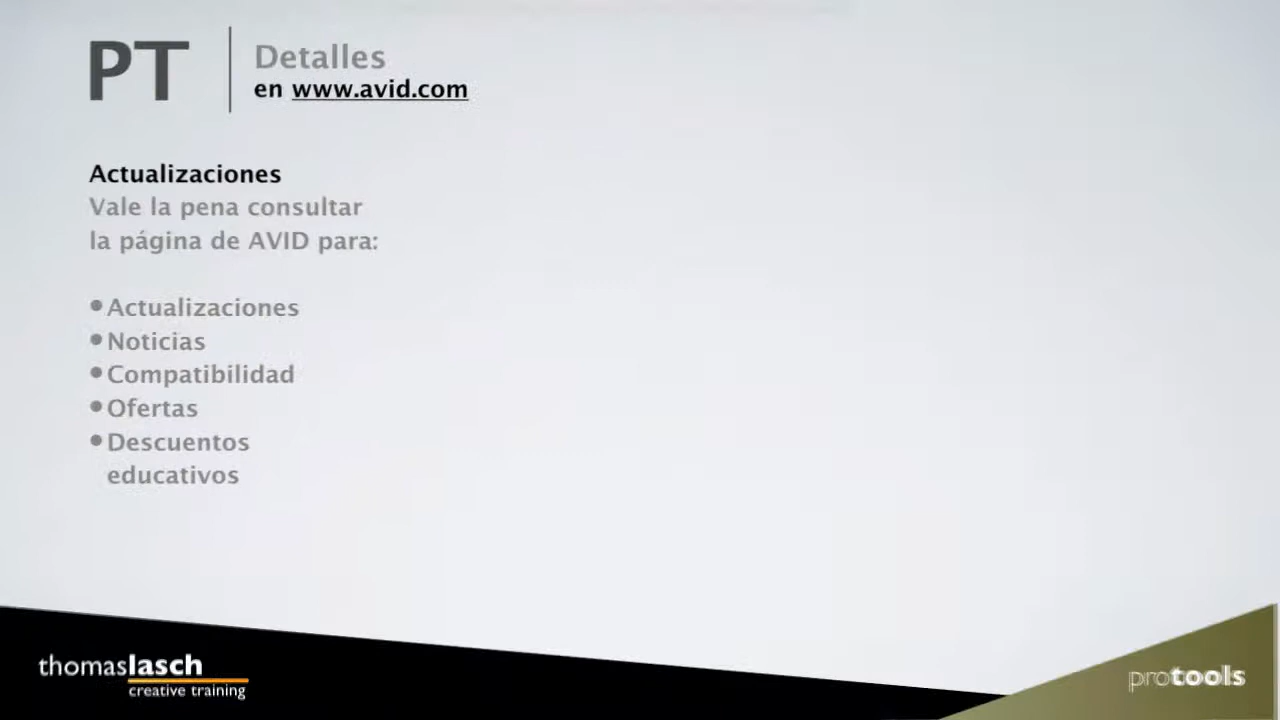 PT
Detalles
en www.avid.com
Actualizaciones
Vale la pena consultar
la página de AVID para:
•Actualizaciones
•Noticias
•Compatibilidad
•Ofertas
•Descuentos
educativos
thomaslasch
creative training
protools